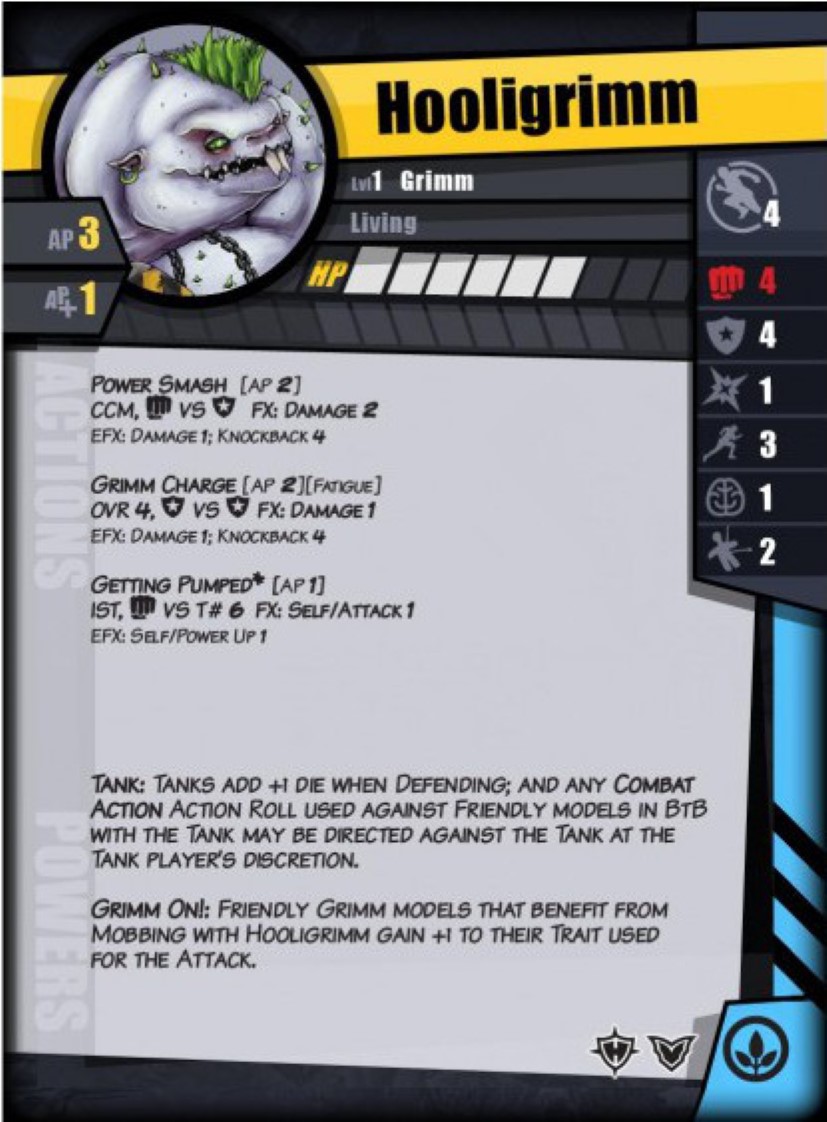 Hooligrimm
Lvl1 Grimm
Living
AP 3
AP+ 1
HP
4
4
4
1
3
1
2
ACTIONS
POWER SMASH [AP 2]
CCM, VS FX: DAMAGE 2
EFX: DAMAGE 1; KNOCKBACK 4
GRIMM CHARGE [AP 2][FATIGUE]
OVR 4, VS FX: DAMAGE 1
EFX: DAMAGE 1; KNOCKBACK 4
GETTING PUMPED* [AP 1]
IST, VS T# 6 FX: SELF/ATTACK 1
EFX: SELF/POWER UP 1
POWERS
TANK: TANKS ADD +1 DIE WHEN DEFENDING; AND ANY COMBAT
ACTION ACTION ROLL USED AGAINST FRIENDLY MODELS IN BTB
WITH THE TANK MAY BE DIRECTED AGAINST THE TANK AT THE
TANK PLAYER'S DISCRETION.
GRIMM ON!: FRIENDLY GRIMM MODELS THAT BENEFIT FROM
MOBBING WITH HOOLIGRIMM GAIN +1 TO THEIR TRAIT USED
FOR THE ATTACK.
H